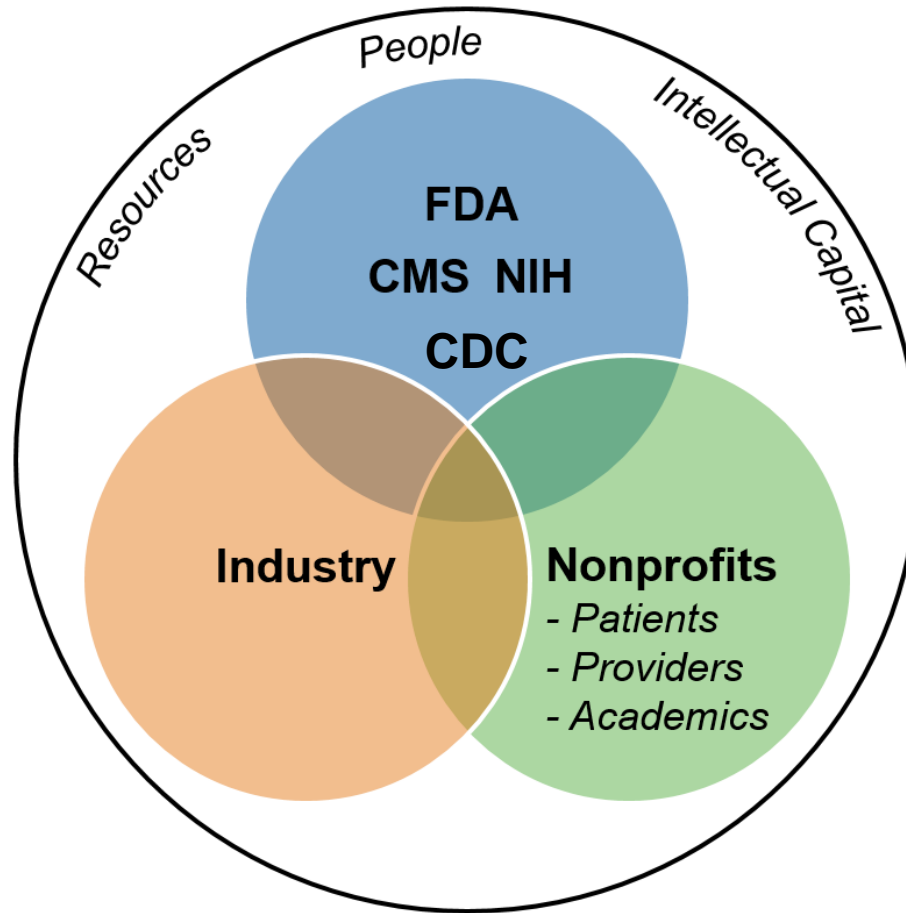 People
Resources
Intellectual Capital
FDA
CMS NIH
CDC
Industry
Nonprofits
- Patients
- Providers
- Academics